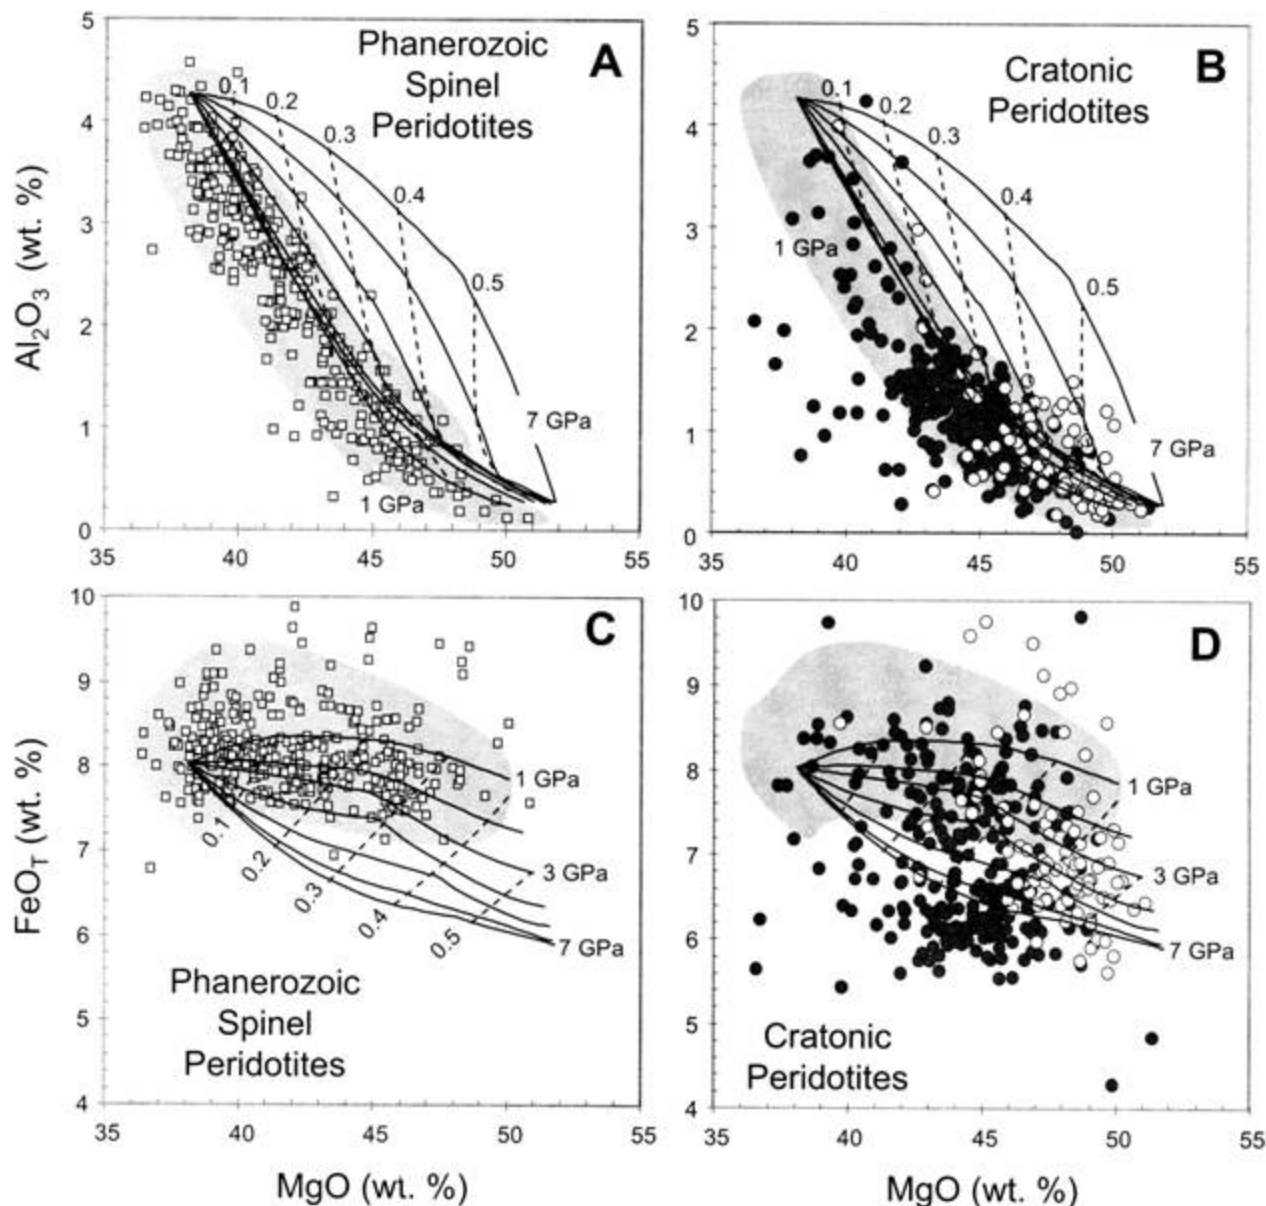 5
4
3
2
1
0
35
40
45
50
55
Al2O3 (wt. %)
Phanerozoic
Spinel
Peridotites
A
0.1
0.2
0.3
0.4
0.5
7 GPa
1 GPa
5
4
3
2
1
0
35
40
45
50
55
Cratonic
Peridotites
B
0.1
0.2
0.3
0.4
0.5
1 GPa
7 GPa
10
9
8
7
6
5
4
35
40
45
50
55
FeOT (wt. %)
C
1 GPa
3 GPa
7 GPa
0.1
0.2
0.3
0.4
0.5
Phanerozoic
Spinel
Peridotites
MgO (wt. %)
10
9
8
7
6
5
4
35
40
45
50
55
D
1 GPa
3 GPa
7 GPa
Cratonic
Peridotites
MgO (wt. %)